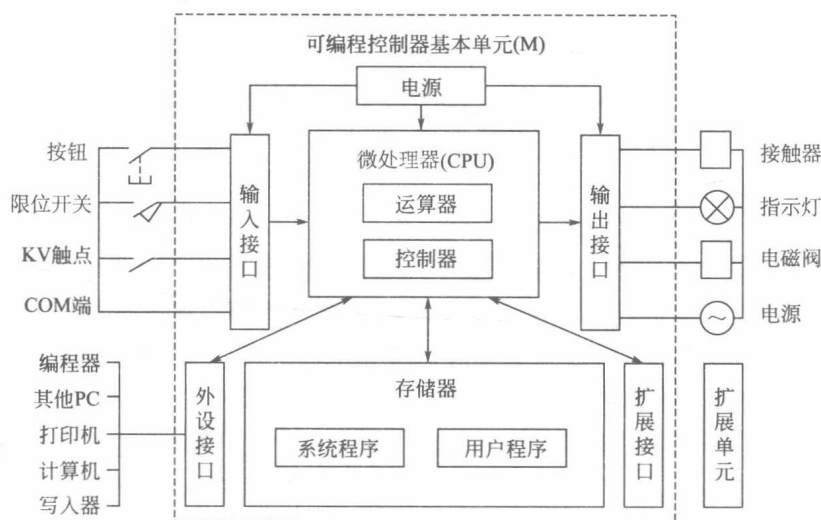 可编程控制器基本单元(M)
电源
按钮
限位开关
KV触点
COM端
输入接口
微处理器(CPU)
运算器
控制器
输出接口
接触器
指示灯
电磁阀
电源
~
编程器
其他PC
打印机
计算机
写入器
外设接口
存储器
系统程序
用户程序
扩展接口
扩展单元